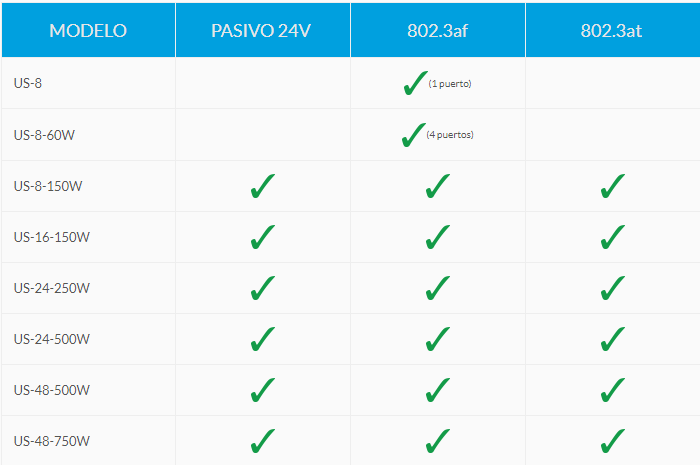 MODELO PASIVO 24V 802.3af 802.3at
US-8 ✓(1 puerto)
US-8-60W ✓(4 puertos)
US-8-150W ✓ ✓ ✓
US-16-150W ✓ ✓ ✓
US-24-250W ✓ ✓ ✓
US-24-500W ✓ ✓ ✓
US-48-500W ✓ ✓ ✓
US-48-750W ✓ ✓ ✓